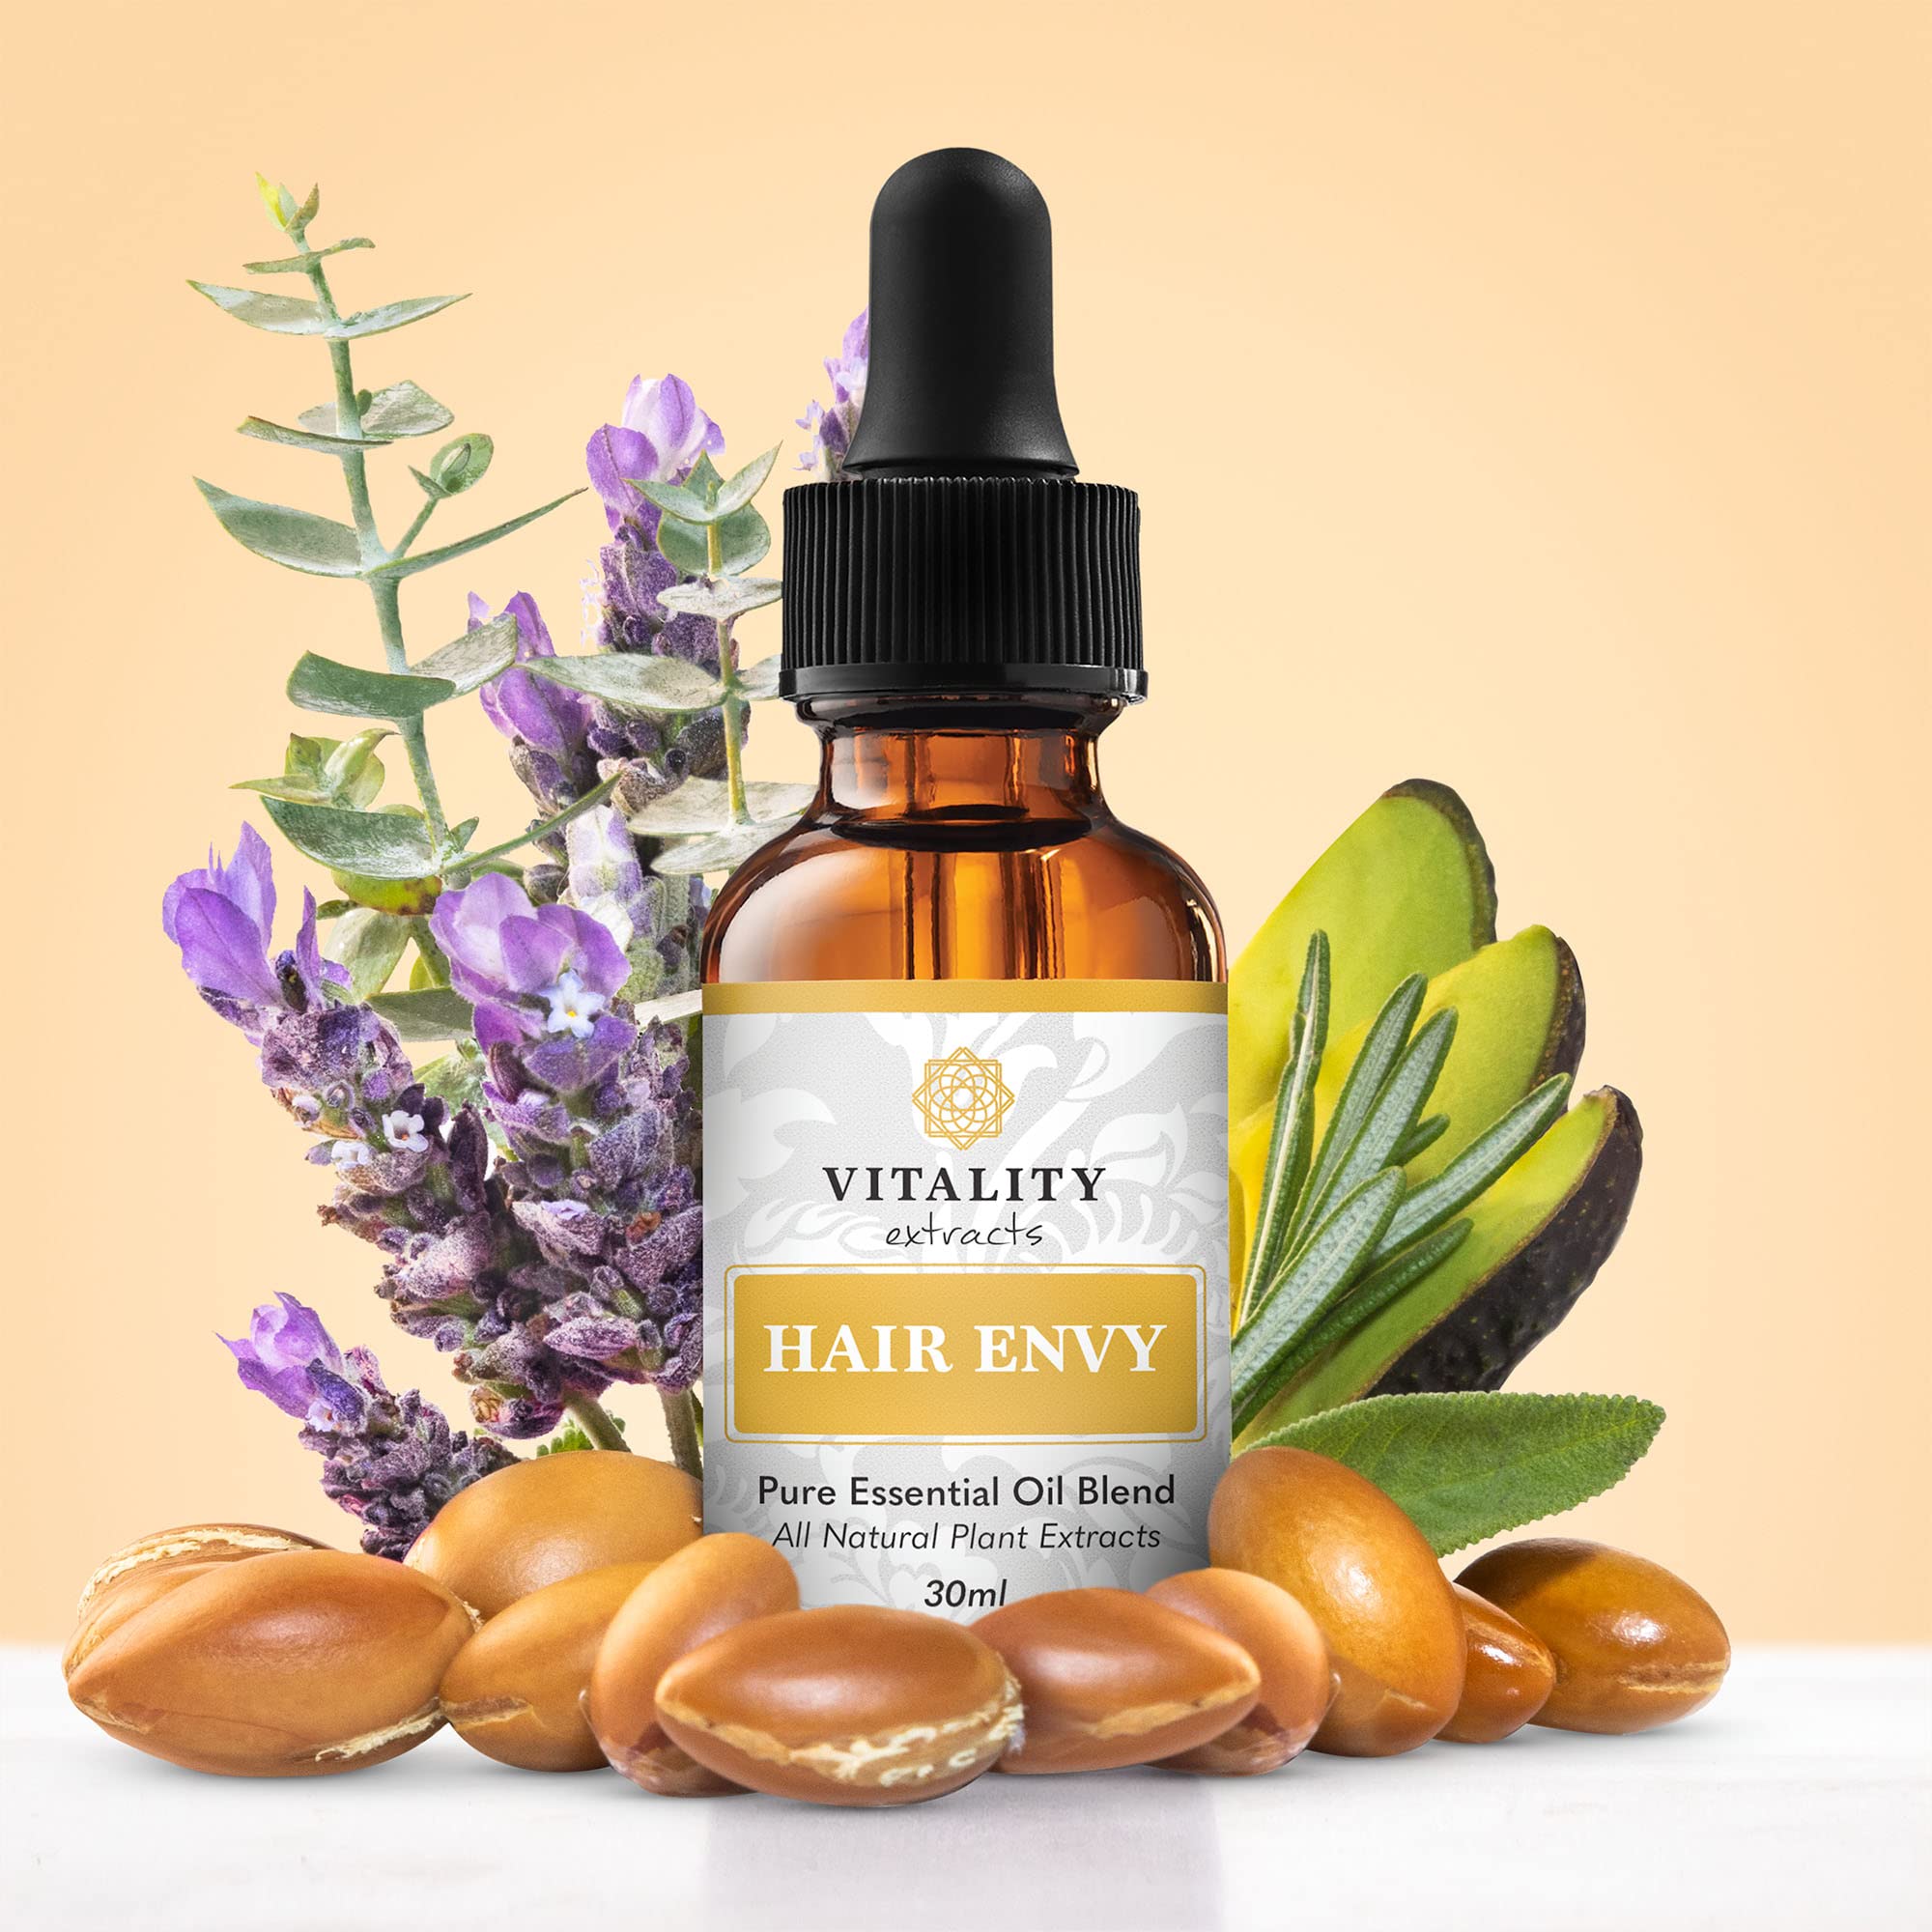 VITALITY
extracts
HAIR ENVY
Pure Essential Oil Blend
All Natural Plant Extracts
30ml